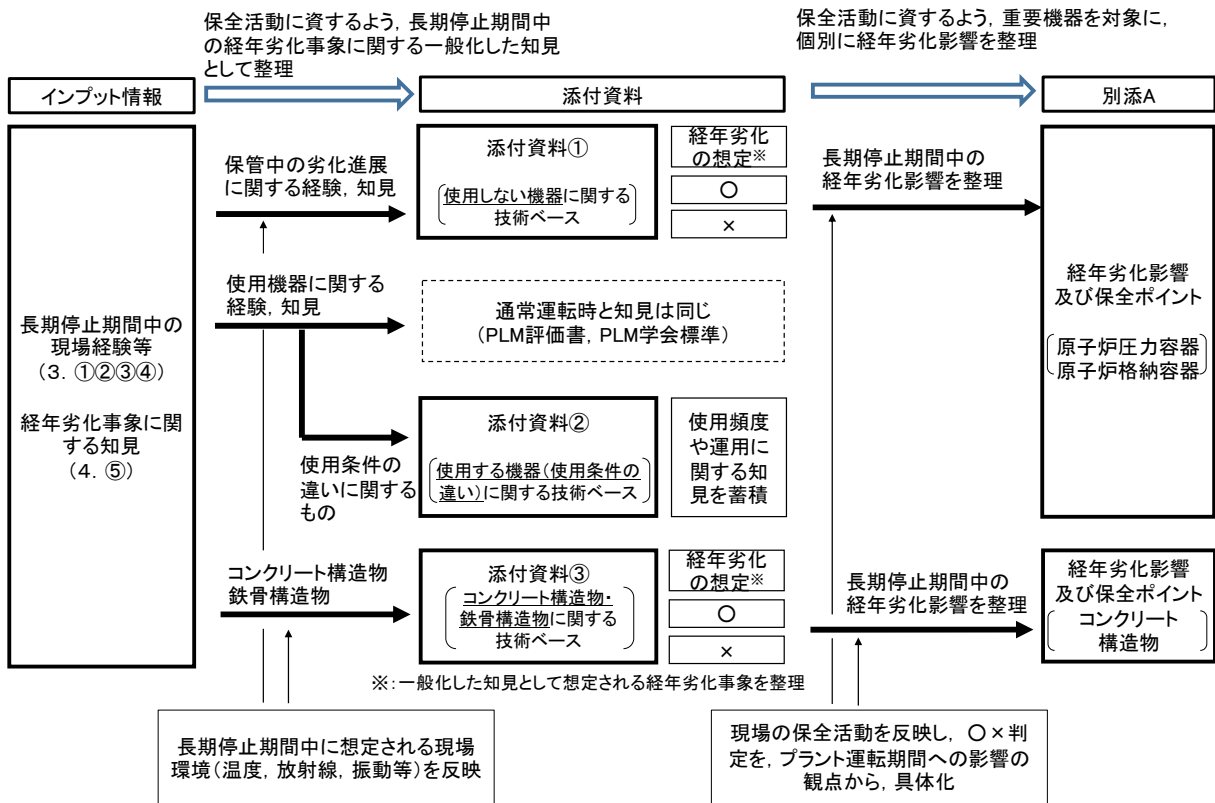 保全活動に資するよう，長期停止期間中
の経年劣化事象に関する一般化した知見
として整理
保全活動に資するよう，重要機器を対象に，
個別に経年劣化影響を整理
インプット情報
添付資料
別添A
長期停止期間中の
現場経験等
（３．①②③④）
経年劣化事象に関
する知見
（４．⑤）
保管中の劣化進展
に関する経験，知見
添付資料①
使用しない機器に関する
技術ベース
経年劣化
の想定※
○
×
使用機器に関する
経験，知見
通常運転時と知見は同じ
（PLM評価書，PLM学会標準）
使用条件の
違いに関する
もの
添付資料②
使用する機器（使用条件の
違い）に関する技術ベース
使用頻度
や運用に
関する知
見を蓄積
コンクリート構造物
鉄骨構造物
添付資料③
コンクリート構造物・
鉄骨構造物に関する
技術ベース
経年劣化
の想定※
○
×
※：一般化した知見として想定される経年劣化事象を整理
長期停止期間中の
経年劣化影響を整理
経年劣化影響
及び保全ポイント
原子炉圧力容器
原子炉格納容器
長期停止期間中の
経年劣化影響を整理
経年劣化影響
及び保全ポイント
コンクリート
構造物
長期停止期間中に想定される現場
環境（温度，放射線，振動等）を反映
現場の保全活動を反映し，○×判
定を，プラント運転期間への影響の
観点から，具体化